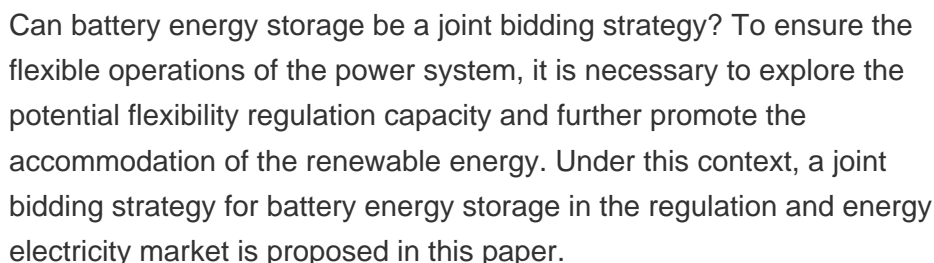 Can battery energy storage be a joint bidding strategy? To ensure the
flexible operations of the power system, it is necessary to explore the
potential flexibility regulation capacity and further promote the
accommodation of the renewable energy. Under this context, a joint
bidding strategy for battery energy storage in the regulation and energy
electricity market is proposed in this paper.